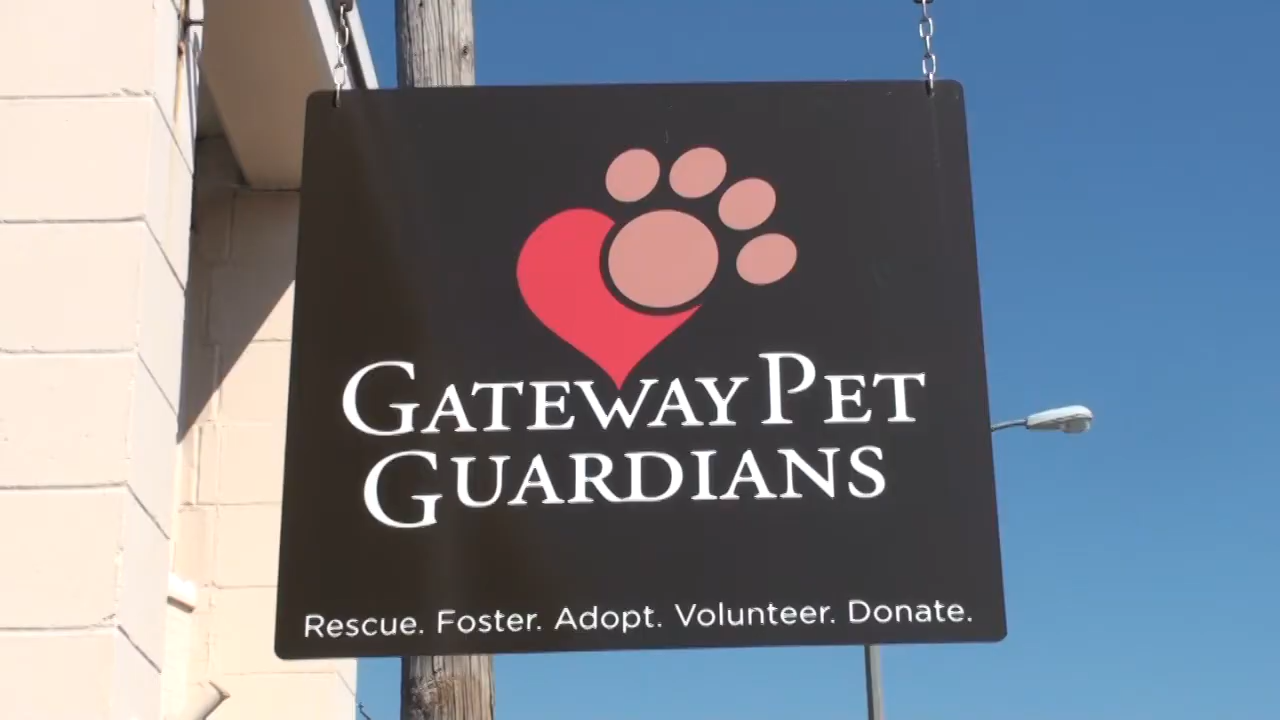 GATEWAY PET
GUARDIANS
Rescue. Foster. Adopt. Volunteer. Donate.